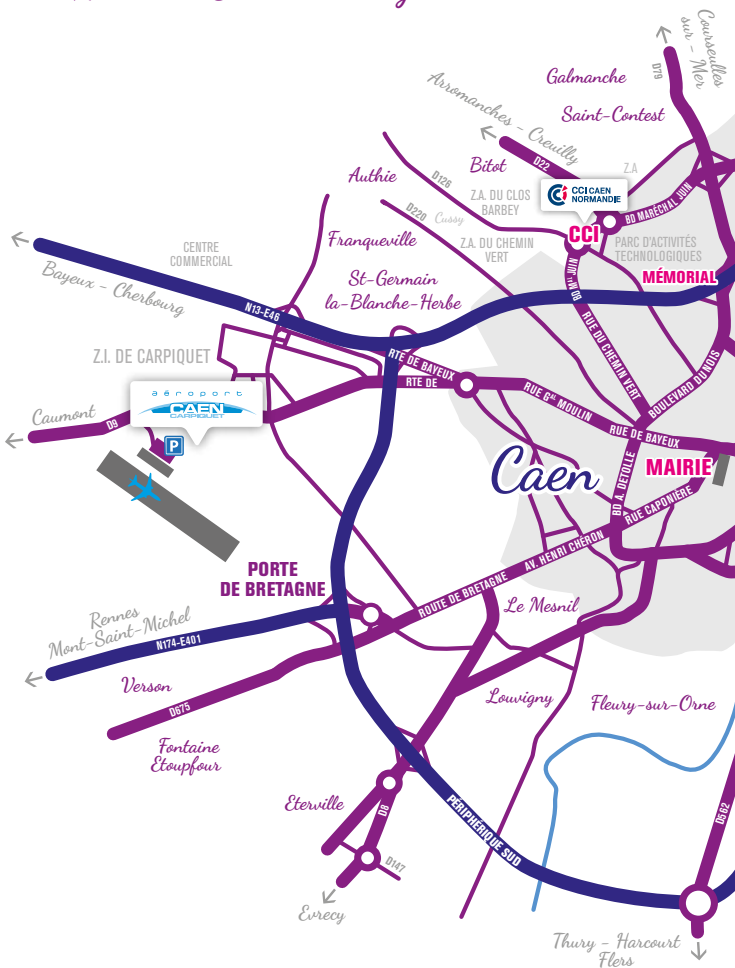 Courseulles
sur - Mer
D79
Galmanche
Saint-Contest
Arromanches - Creuilly
D22
Bitot
Z.A
Authie
D126
Z.A. DU CLOS
BARBEY
CCI CAEN
NORMANDIE
BD MARÉCHAL JUIN
D220
Cussy
CCI
Franqueville
Z.A. DU CHEMIN
VERT
PARC D'ACTIVITÉS
TECHNOLOGIQUES
CENTRE
COMMERCIAL
BD MAL JUIN
MÉMORIAL
Bayeux - Cherbourg
St-Germain
la-Blanche-Herbe
N13-E46
RUE DU CHEMIN VERT
Z.I. DE CARPIQUET
RTE DE BAYEUX
RTE DE
BOULEVARD DU NOIS
aéroport
CAEN
CARPIQUET
RUE GAL MOULIN
Caumont
D9
P
RUE DE BAYEUX
Caen
MAIRIE
BD A. DETOLLE
RUE CAPONIÈRE
AV. HENRI CHÉRON
PORTE
DE BRETAGNE
ROUTE DE BRETAGNE
Le Mesnil
Rennes
Mont-Saint-Michel
N174-E401
Verson
D675
Louvigny
Fleury-sur-Orne
Fontaine
Etoupfour
Eterville
D8
PÉRIPHÉRIQUE SUD
D562
D147
Evrecy
Thury - Harcourt
Flers